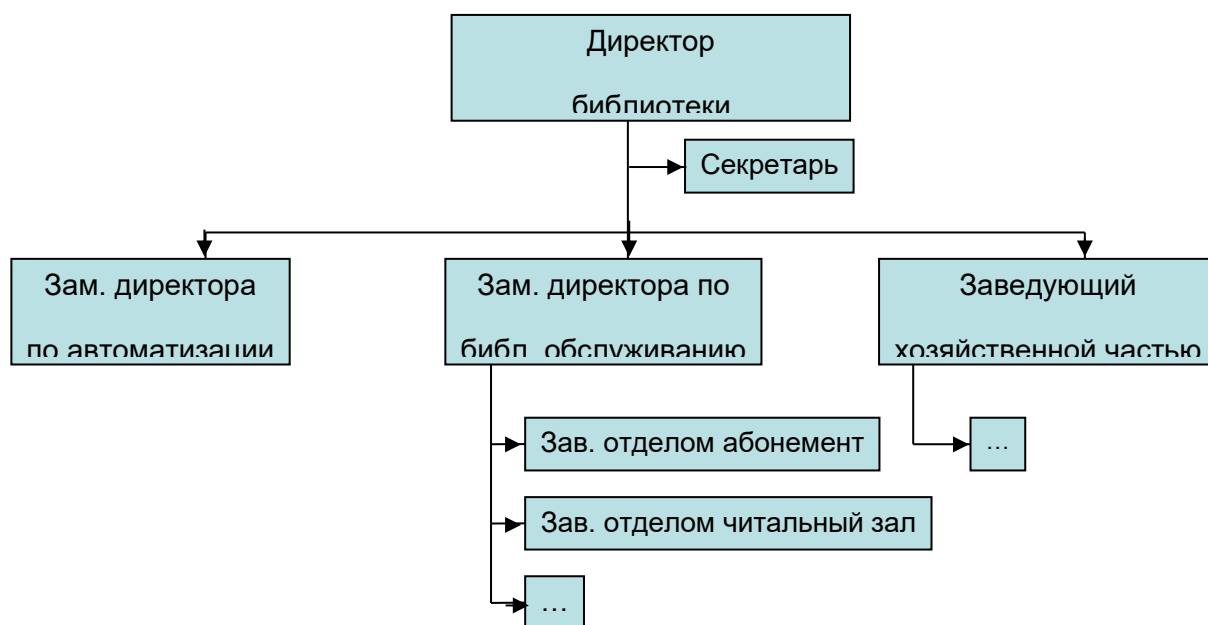 Директор
библиотеки
Секретарь
Зам. директора
по автоматизации
Зам. директора по
библ. обслуживанию
Заведующий
хозяйственной частью
Зав. отделом абонемент
...
Зав. отделом читальный зал
...